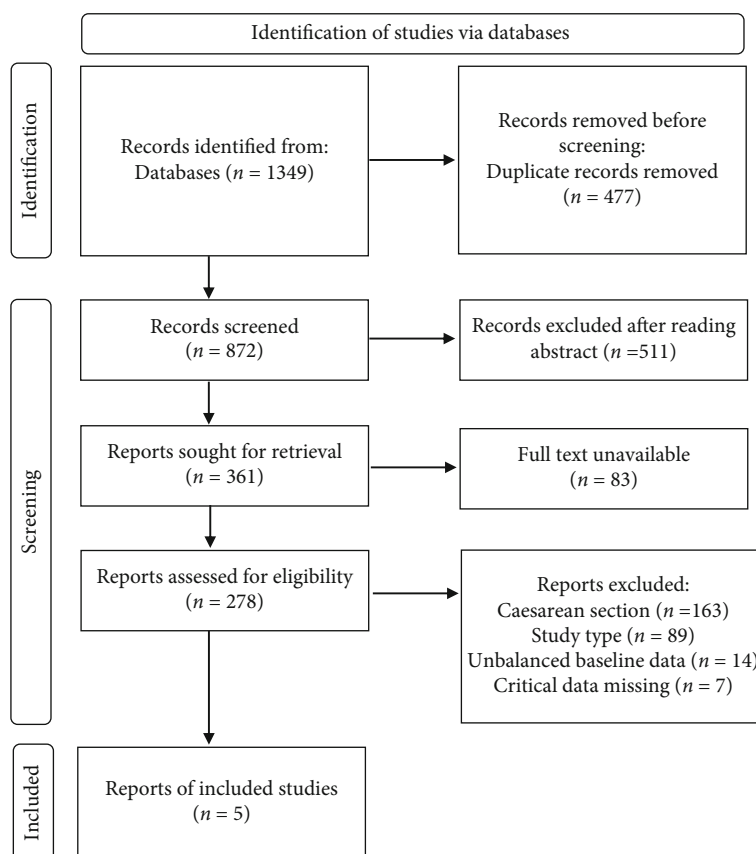 Identification of studies via databases
Identification
Records identified from:
Databases (n = 1349)
Records removed before
screening:
Duplicate records removed
(n = 477)
Screening
Records screened
(n = 872)
Records excluded after reading
abstract (n =511)
Reports sought for retrieval
(n = 361)
Full text unavailable
(n = 83)
Reports assessed for eligibility
(n = 278)
Reports excluded:
Caesarean section (n =163)
Study type (n = 89)
Unbalanced baseline data (n = 14)
Critical data missing (n = 7)
Included
Reports of included studies
(n = 5)